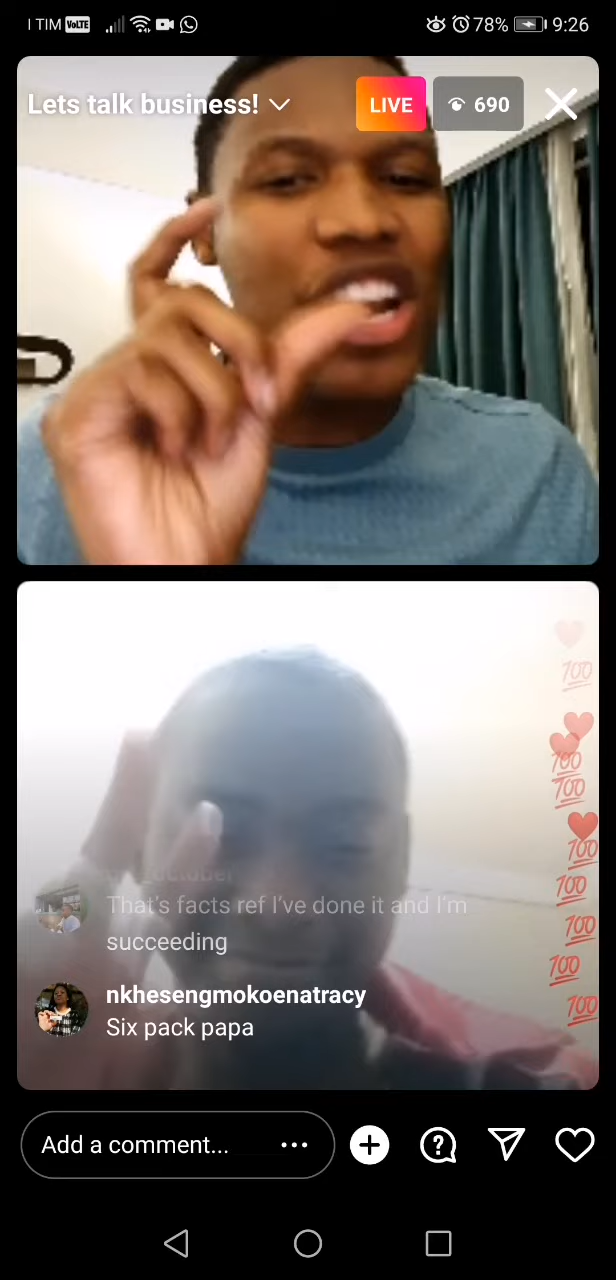 I TIM VoLTE 78% 9:26
Lets talk business! LIVE 690
100
100
100
100
100
100
That's facts ref I've done it and I'm
succeeding
100
nkhesengmokoenatracy
100
Six pack papa
Add a comment...